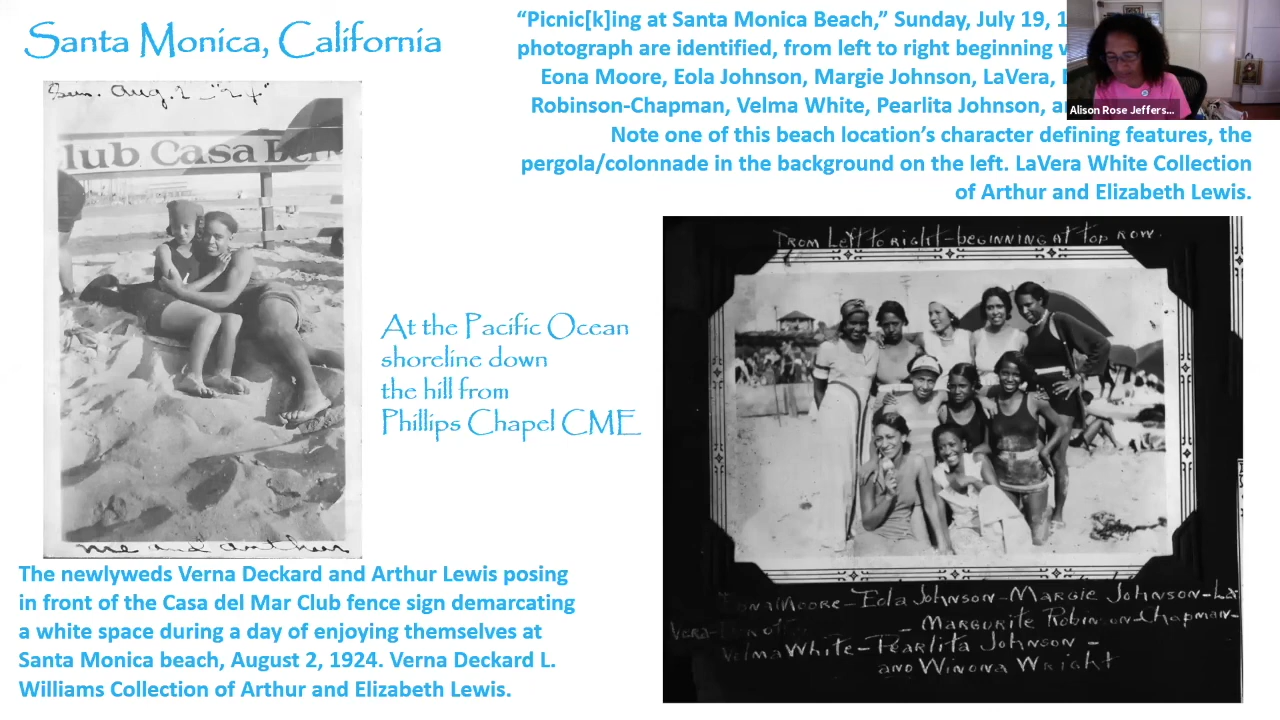 Santa Monica, California
Sun. Aug. 2 - "24"
lub Casa
me and Arthur
The newlyweds Verna Deckard and Arthur Lewis posing
in front of the Casa del Mar Club fence sign demarcating
a white space during a day of enjoying themselves at
Santa Monica beach, August 2, 1924. Verna Deckard L.
Williams Collection of Arthur and Elizabeth Lewis.
At the Pacific Ocean
shoreline down
the hill from
Phillips Chapel CME
“Picnic[k]ing at Santa Monica Beach,” Sunday, July 19, 1
photograph are identified, from left to right beginning
Eona Moore, Eola Johnson, Margie Johnson, LaVera,
Robinson-Chapman, Velma White, Pearlita Johnson,
Note one of this beach location’s character defining features, the
pergola/colonnade in the background on the left. LaVera White Collection
of Arthur and Elizabeth Lewis.
Alison Rose Jeffers...
From Left to right-beginning at top row.
Eona Moore - Eola Johnson - Margie Johnson - La
Vera - - Margurite Robinson-Chapman-
Velma White - Pearlita Johnson -
and Winona Wright